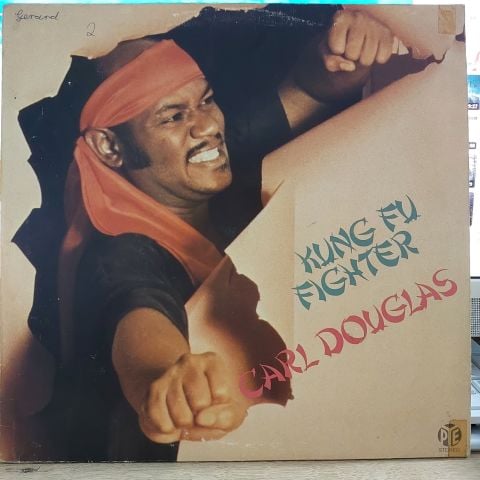 Gerard
2
KUNG FU
FIGHTER
CARL DOUGLAS
PYE
STEREO